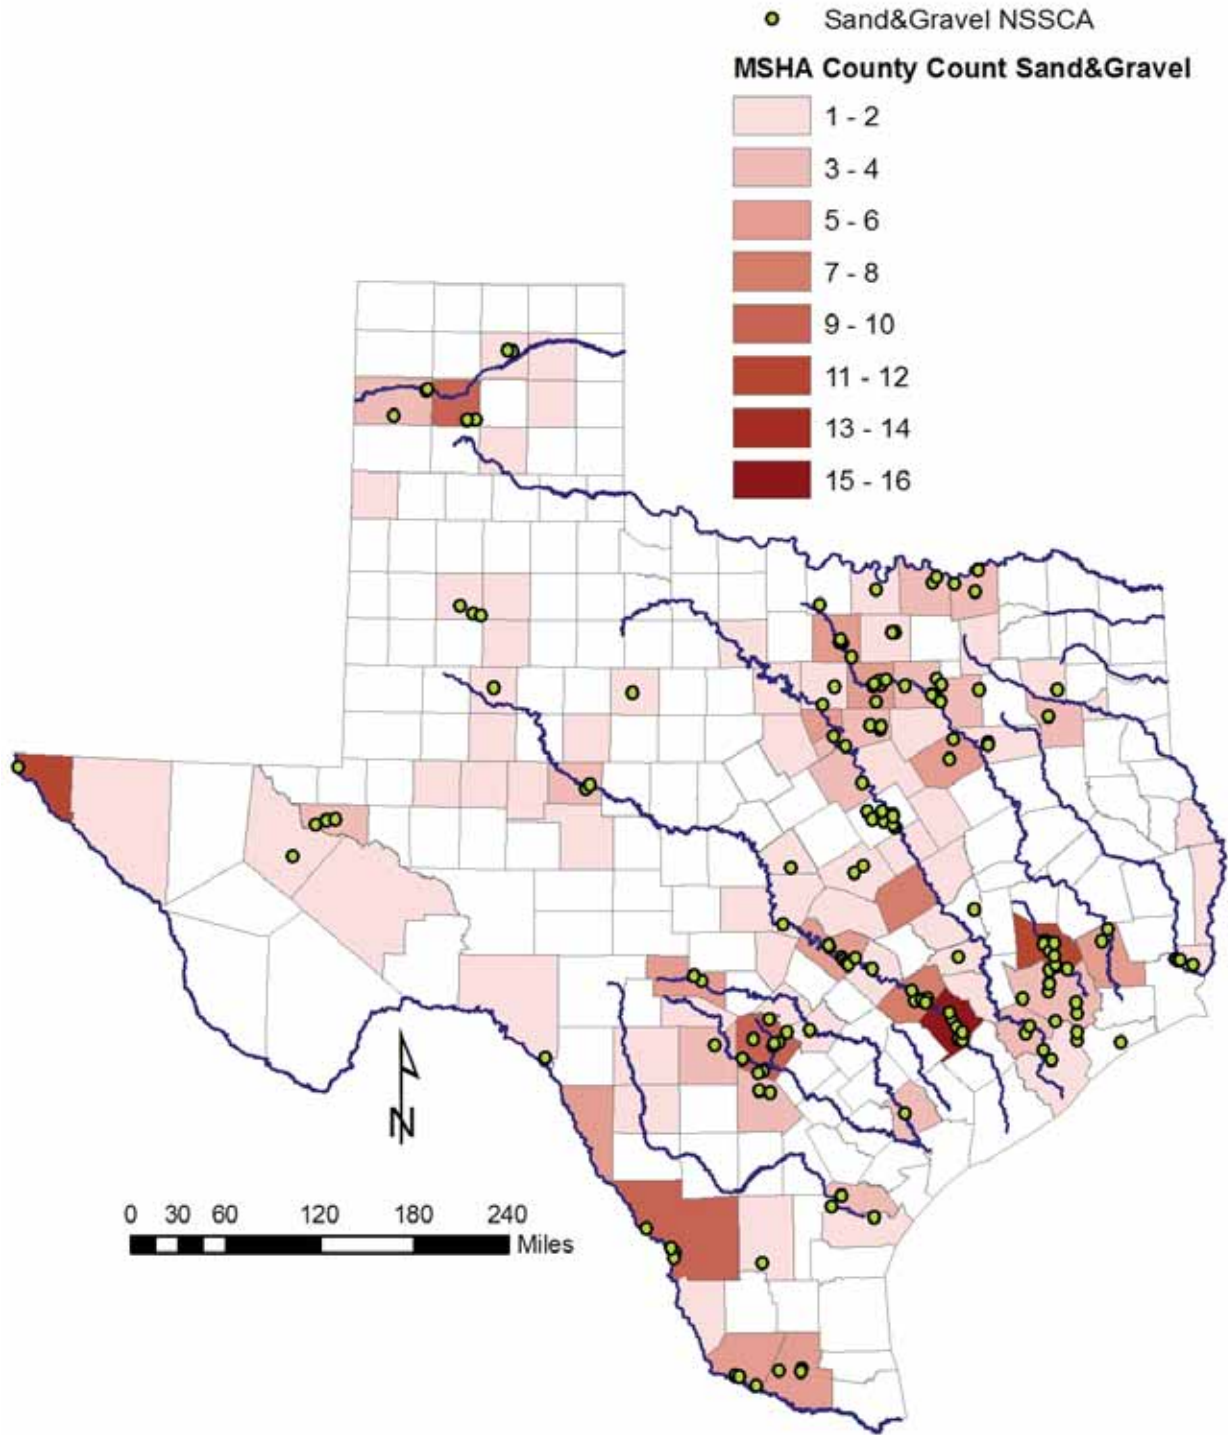 Sand&Gravel NSSCA
MSHA County Count Sand&Gravel
1 - 2
3 - 4
5 - 6
7 - 8
9 - 10
11 - 12
13 - 14
15 - 16
N
0 30 60 120 180 240
Miles